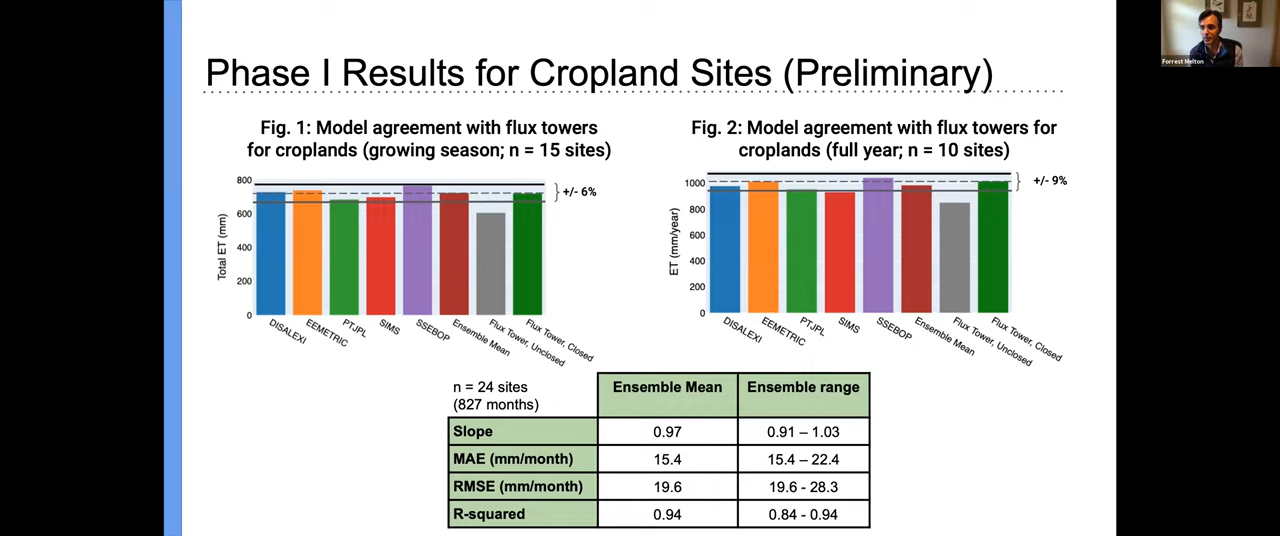 Phase I Results for Cropland Sites (Preliminary)
Forrest Melton
Fig. 1: Model agreement with flux towers
for croplands (growing season; n = 15 sites)
800
600
400
200
0
Total ET (mm)
+/- 6%
DISALEXI
EEMETRIC
PTJPL
SIMS
SSEBOP
Ensemble Mean
Flux Tower, Unclosed
Flux Tower, Closed
Fig. 2: Model agreement with flux towers for
croplands (full year; n = 10 sites)
1000
800
600
400
200
0
ET (mm/year)
+/- 9%
DISALEXI
EEMETRIC
PTJPL
SIMS
SSEBOP
Ensemble Mean
Flux Tower, Unclosed
Flux Tower, Closed
n = 24 sites
(827 months)
Ensemble Mean Ensemble range
Slope 0.97 0.91 – 1.03
MAE (mm/month) 15.4 15.4 – 22.4
RMSE (mm/month) 19.6 19.6 - 28.3
R-squared 0.94 0.84 - 0.94